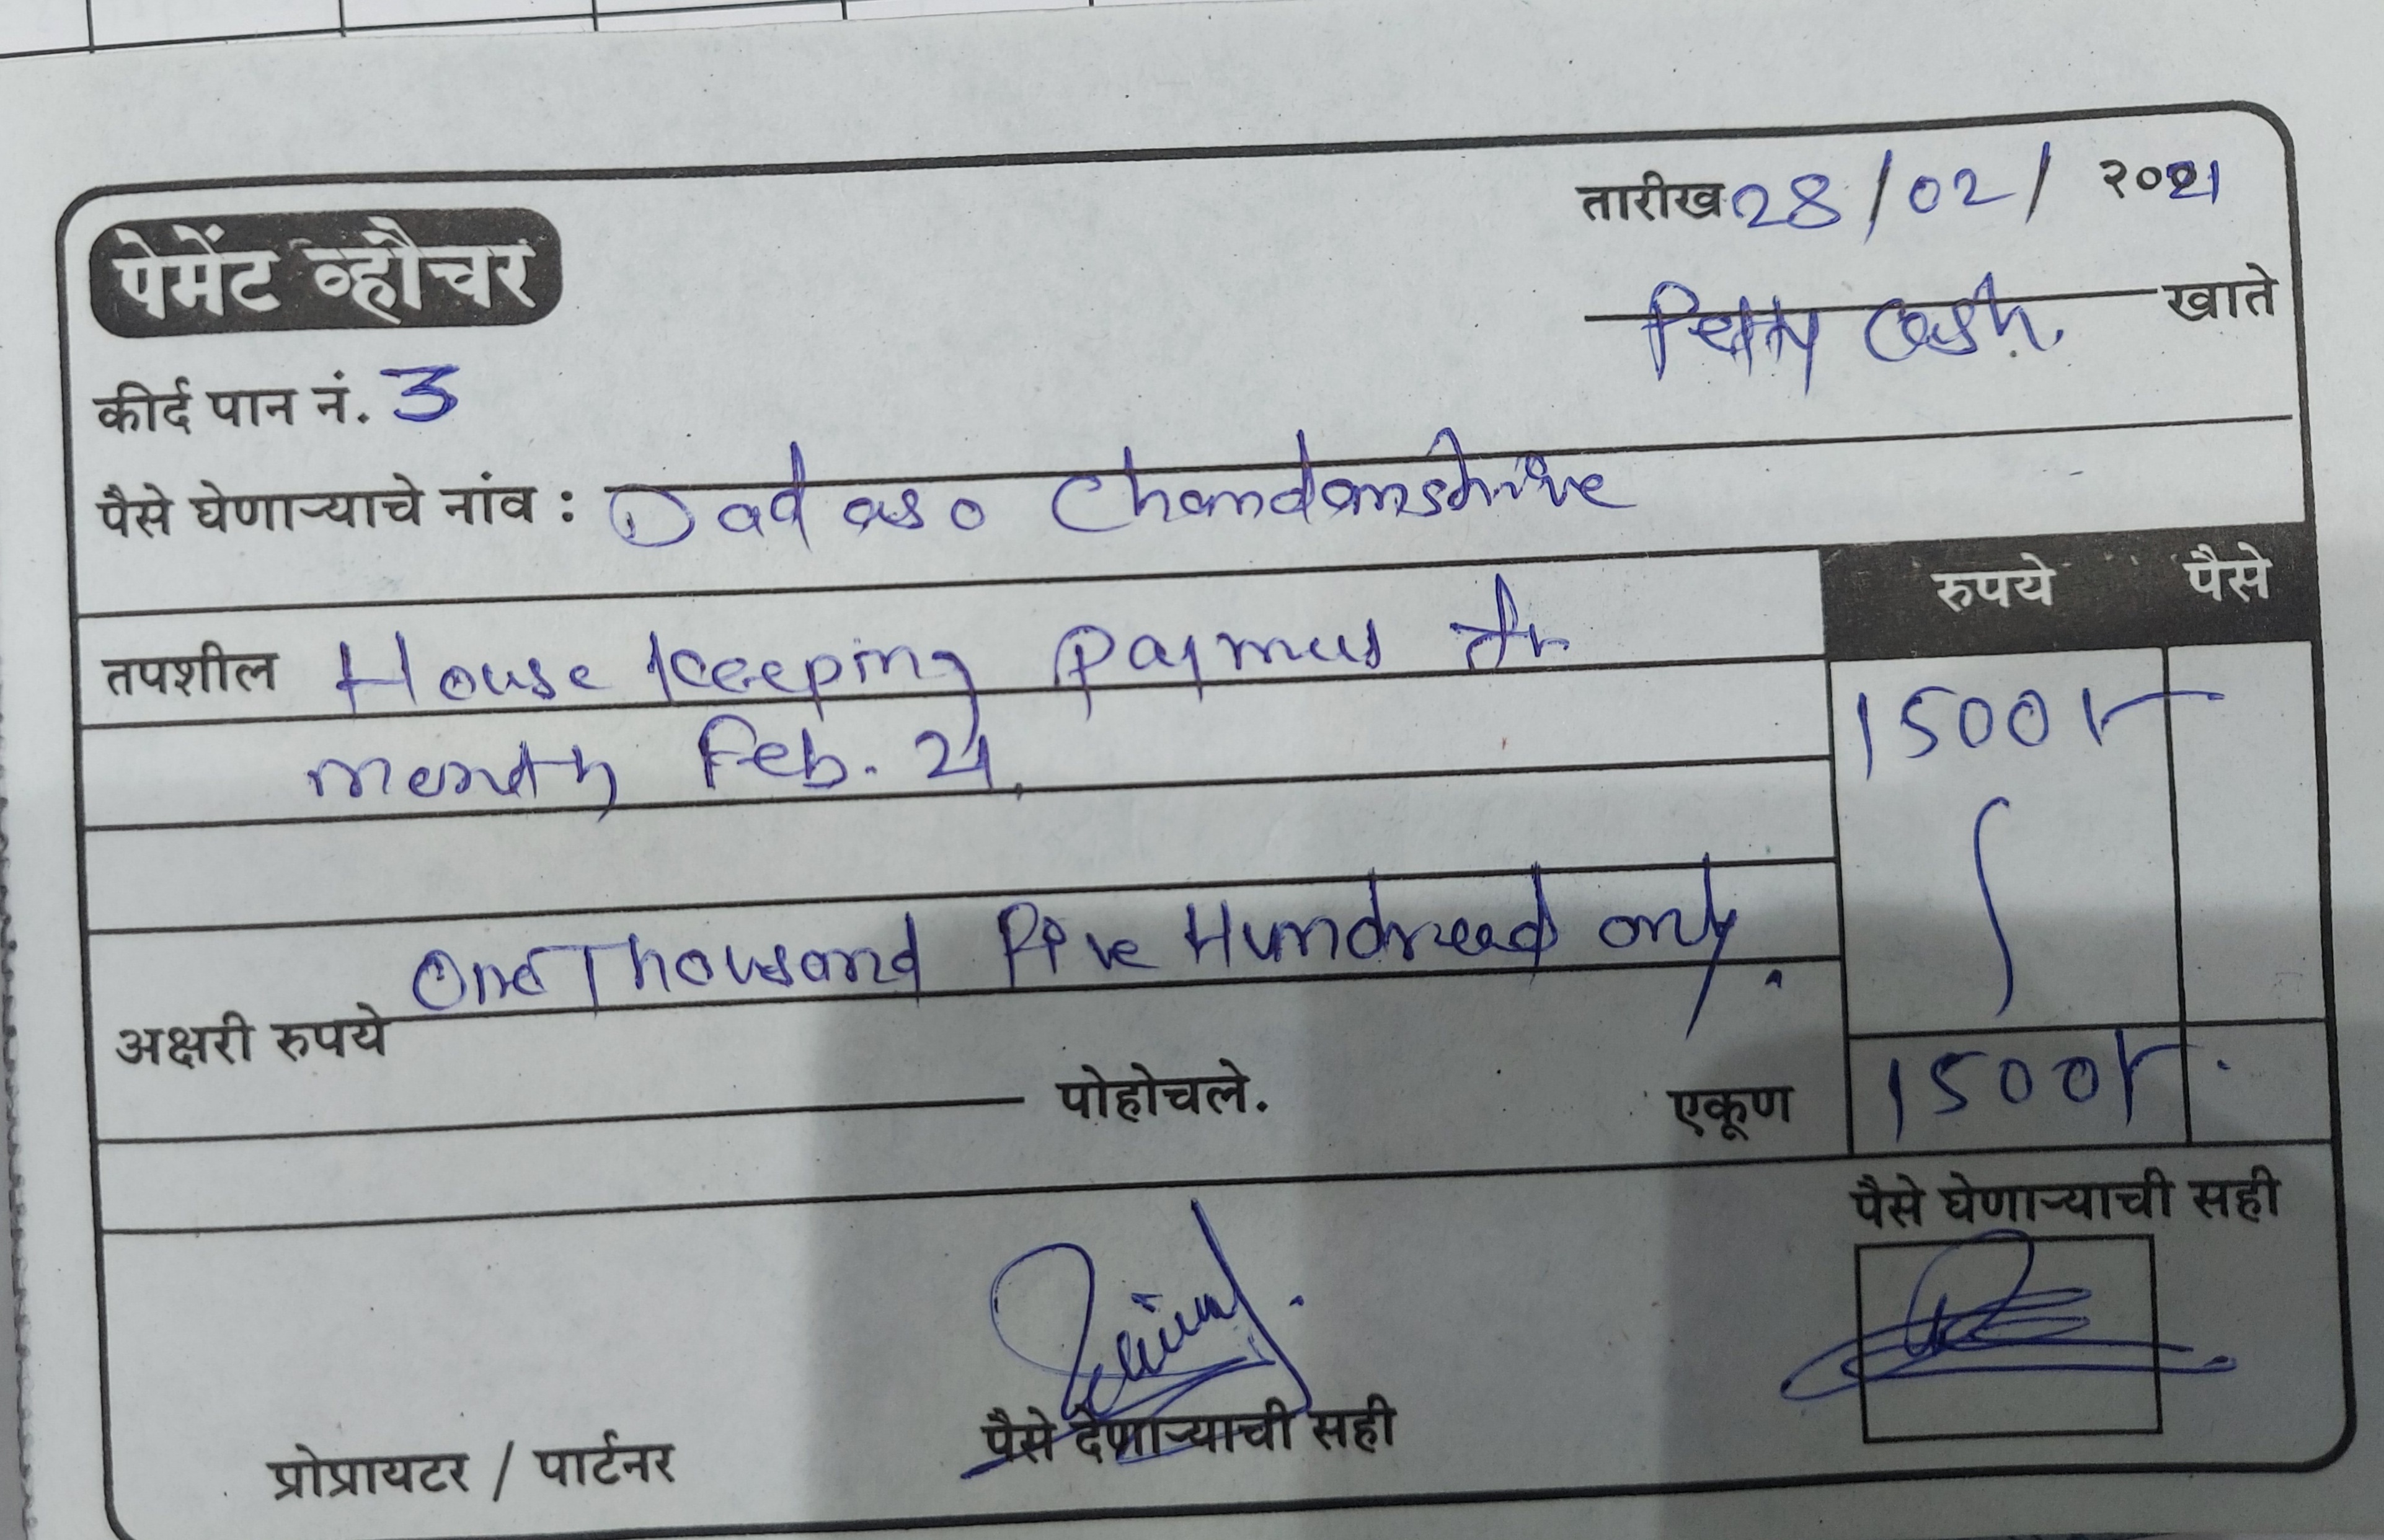 तारीख 28/02/ २०21
पेमेंट व्हौचर
Petty Cash. खाते
कीर्द पान नं. 3
पैसे घेणाऱ्याचे नांव : Dadaso Chandanshive
रुपये पैसे
तपशील House keeping Payment for 1500/-
month Feb. 21.
One Thousand Five Hundread only.
अक्षरी रुपये
पोहोचले. एकूण 1500/-
पैसे घेणाऱ्याची सही
प्रोप्रायटर / पार्टनर पैसे देणाऱ्याची सही